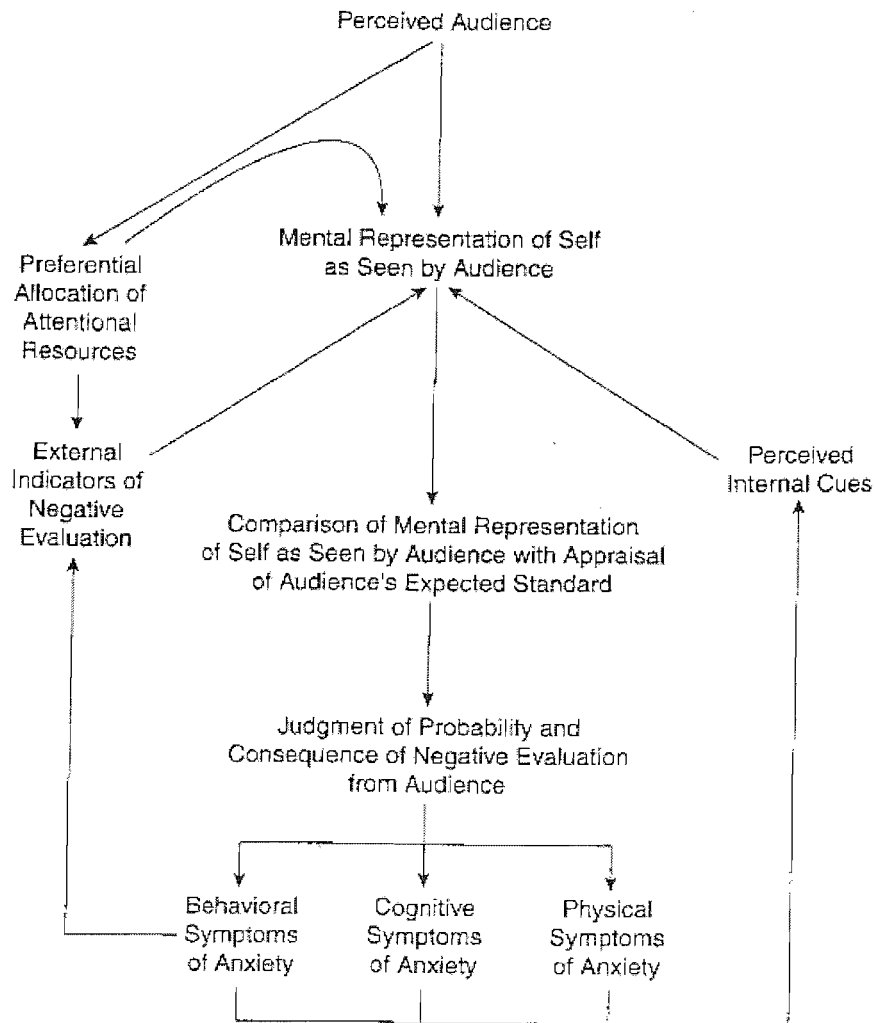 Perceived Audience
Mental Representation of Self
as Seen by Audience
Preferential
Allocation of
Attentional
Resources
External
Indicators of
Negative
Evaluation
Perceived
Internal Cues
Comparison of Mental Representation
of Self as Seen by Audience with Appraisal
of Audience's Expected Standard
Judgment of Probability and
Consequence of Negative Evaluation
from Audience
Behavioral
Symptoms
of Anxiety
Cognitive
Symptoms
of Anxiety
Physical
Symptoms
of Anxiety